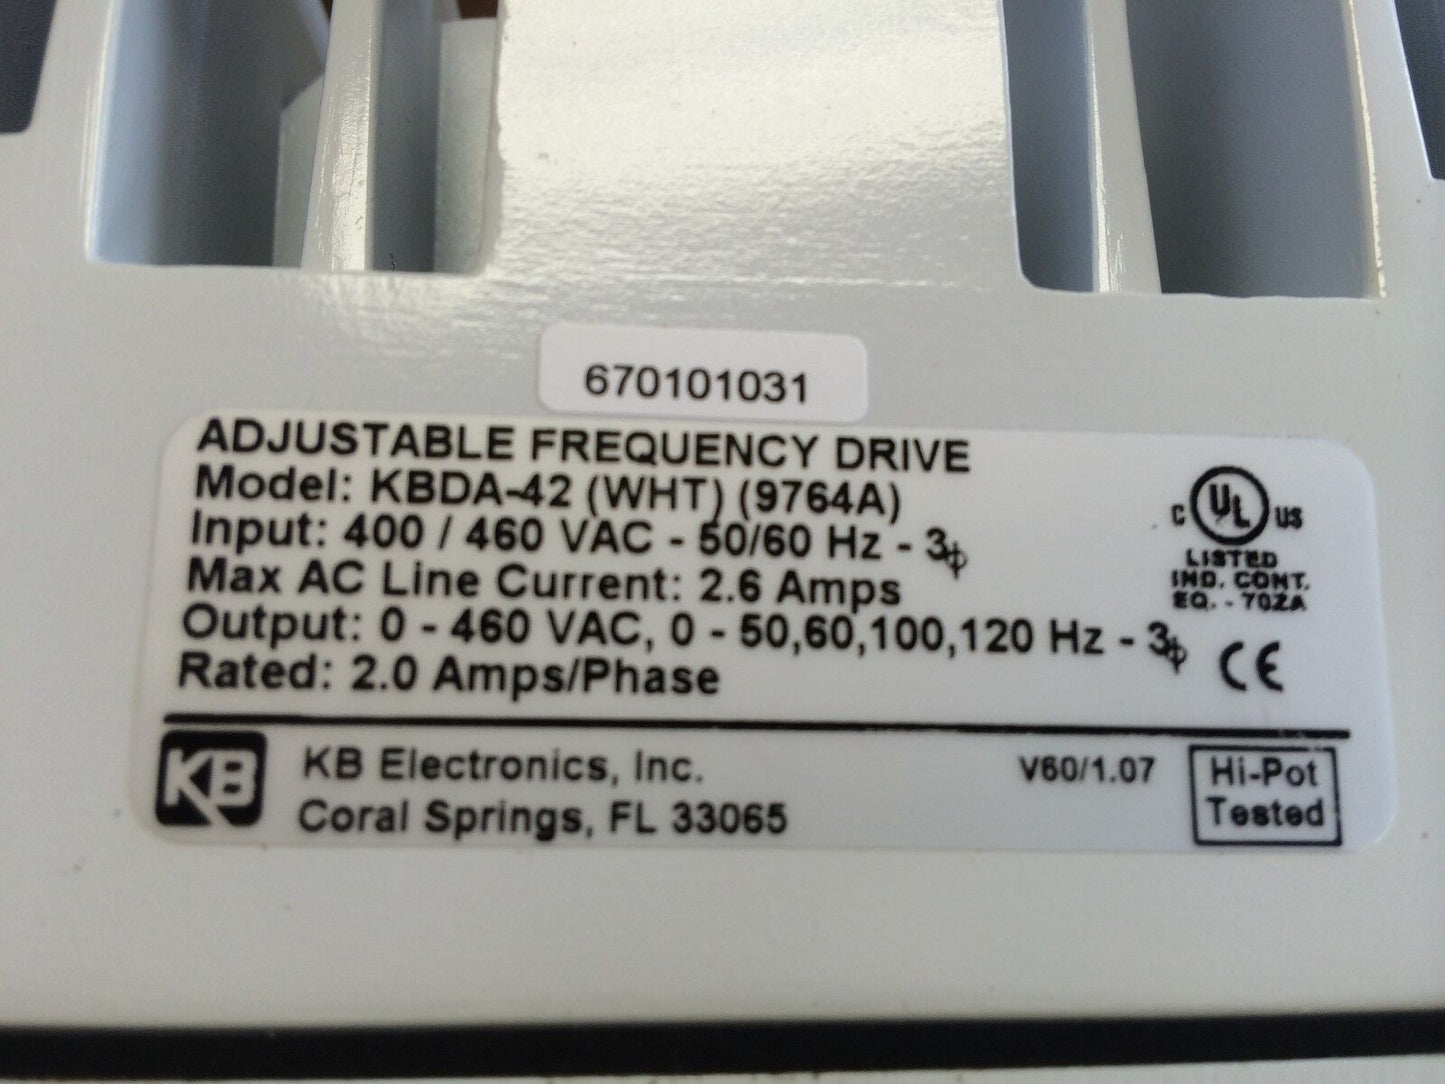 670101031
ADJUSTABLE FREQUENCY DRIVE
Model: KBDA-42 (WHT) (9764A)
Input: 400 / 460 VAC - 50/60 Hz - 3ϕ
Max AC Line Current: 2.6 Amps
Output: 0 - 460 VAC, 0 - 50,60,100,120 Hz - 3ϕ
Rated: 2.0 Amps/Phase
C UL US
LISTED
IND. CONT.
EQ. - 702A
CE
KB
KB Electronics, Inc.
Coral Springs, FL 33065
V60/1.07
Hi-Pot
Tested